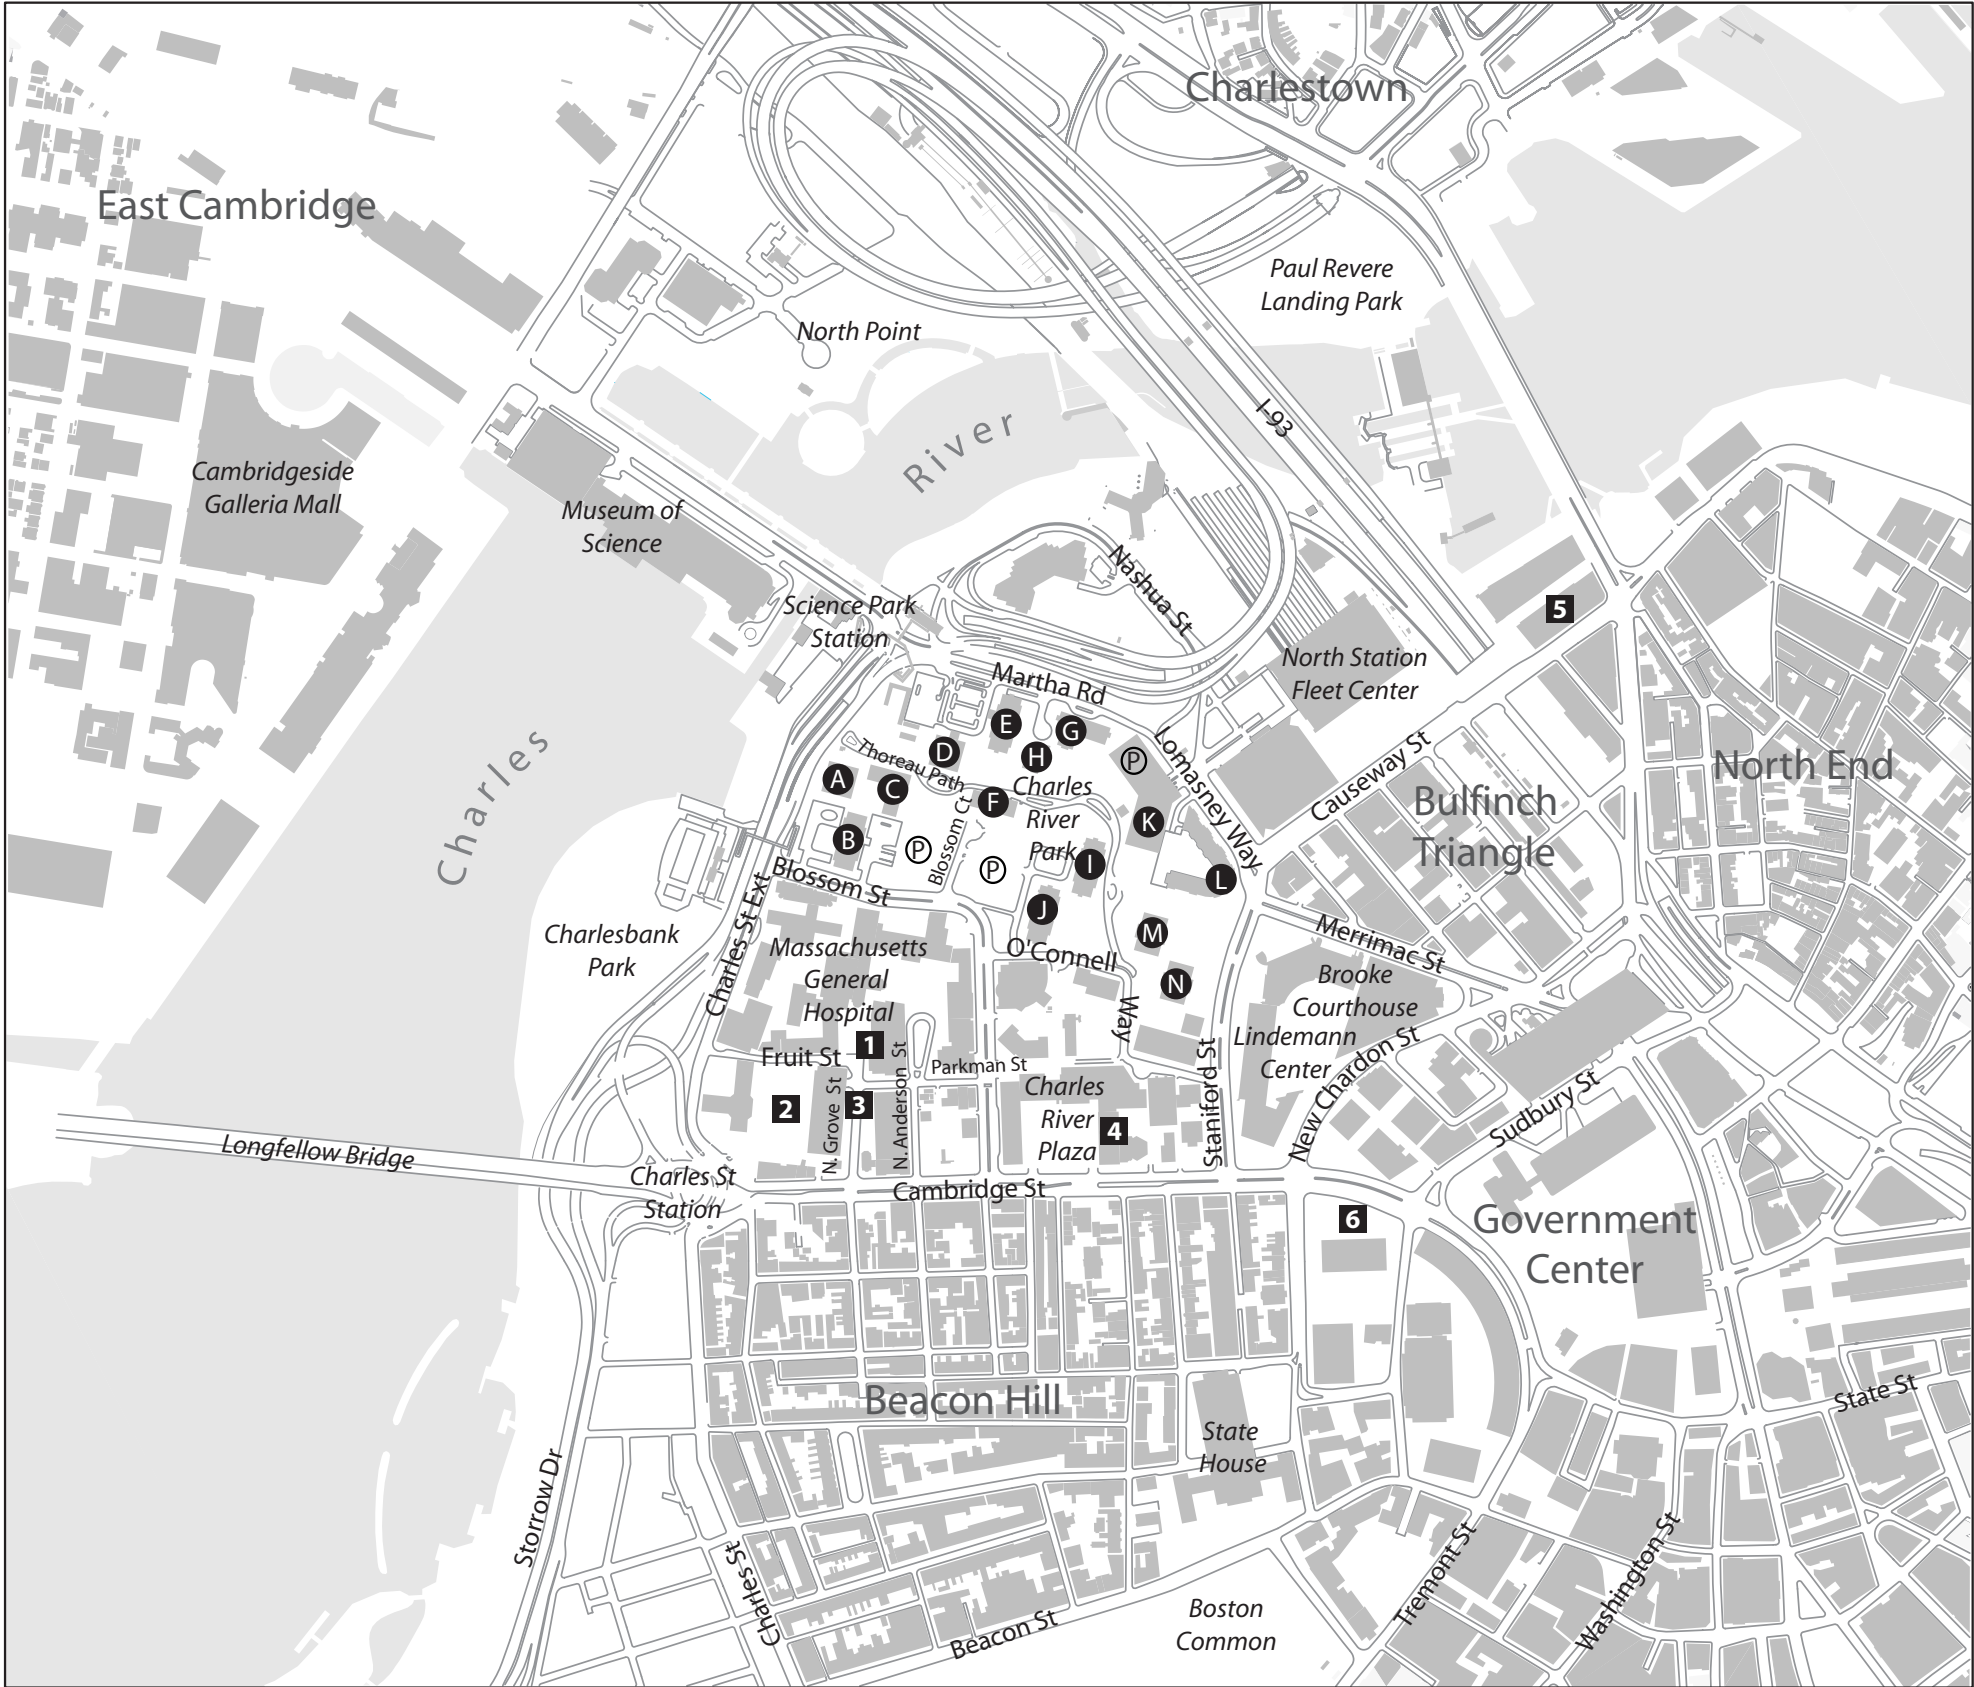 Charlestown
East Cambridge
Paul Revere
Landing Park
North Point
I-93
River
Cambridgeside
Galleria Mall
Museum of
Science
Nashua St
Science Park
Station
5
North Station
Fleet Center
Martha Rd
E
G
D
H
P
Lomasney Way
Thoreau Path
A
C
F
Charles
River
Park
Causeway St
North End
Bulfinch
Triangle
Charles
K
B
P
Blossom Ct
P
I
L
Blossom St
J
Charles St Ext
Charlesbank
Park
Massachusetts
General
Hospital
O'Connell
Way
M
N
Merrimac St
Brooke
Courthouse
Lindemann
Center
New Chardon St
1
Fruit St
Parkman St
2
N. Grove St
3
N. Anderson St
Charles
River
Plaza
4
Staniford St
Sudbury St
Longfellow Bridge
Charles St
Station
Cambridge St
6
Government
Center
Beacon Hill
State St
State
House
Storrow Dr
Charles St
Beacon St
Boston
Common
Tremont St
Washington St